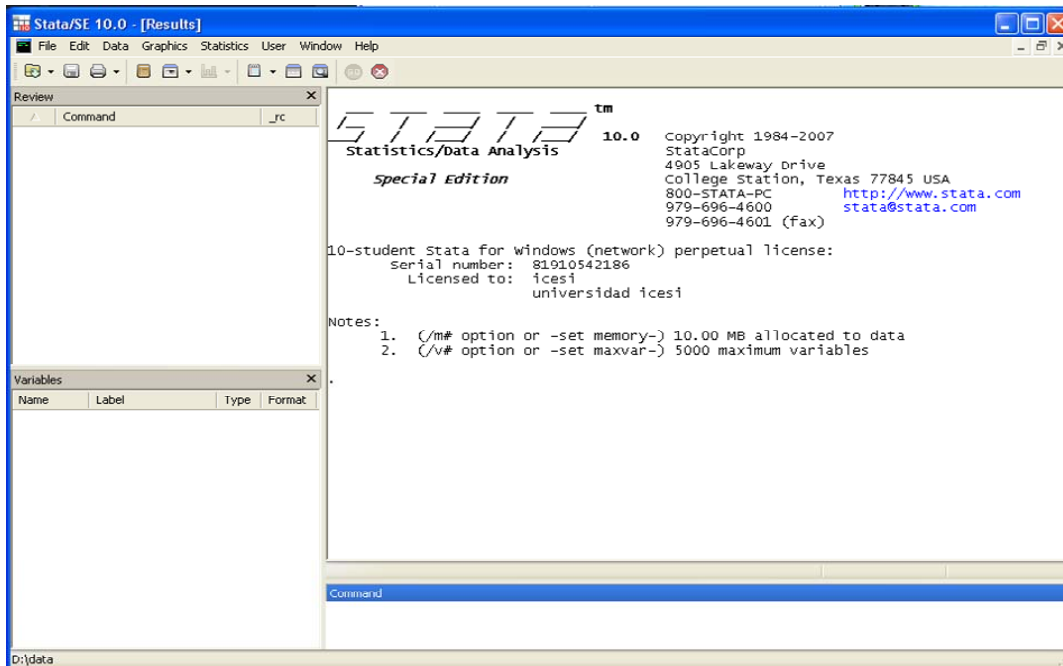 Stata/SE 10.0 - [Results]
File Edit Data Graphics Statistics User Window Help
Review
Command _rc
STATA tm
10.0 Copyright 1984-2007
Statistics/Data Analysis StataCorp
4905 Lakeway Drive
Special Edition College Station, Texas 77845 USA
800-STATA-PC http://www.stata.com
979-696-4600 stata@stata.com
979-696-4601 (fax)
10-student Stata for Windows (network) perpetual license:
Serial number: 81910542186
Licensed to: icesi
universidad icesi
Notes:
1. (/m# option or -set memory-) 10.00 MB allocated to data
2. (/v# option or -set maxvar-) 5000 maximum variables
.
Variables
Name Label Type Format
Command
D:\data